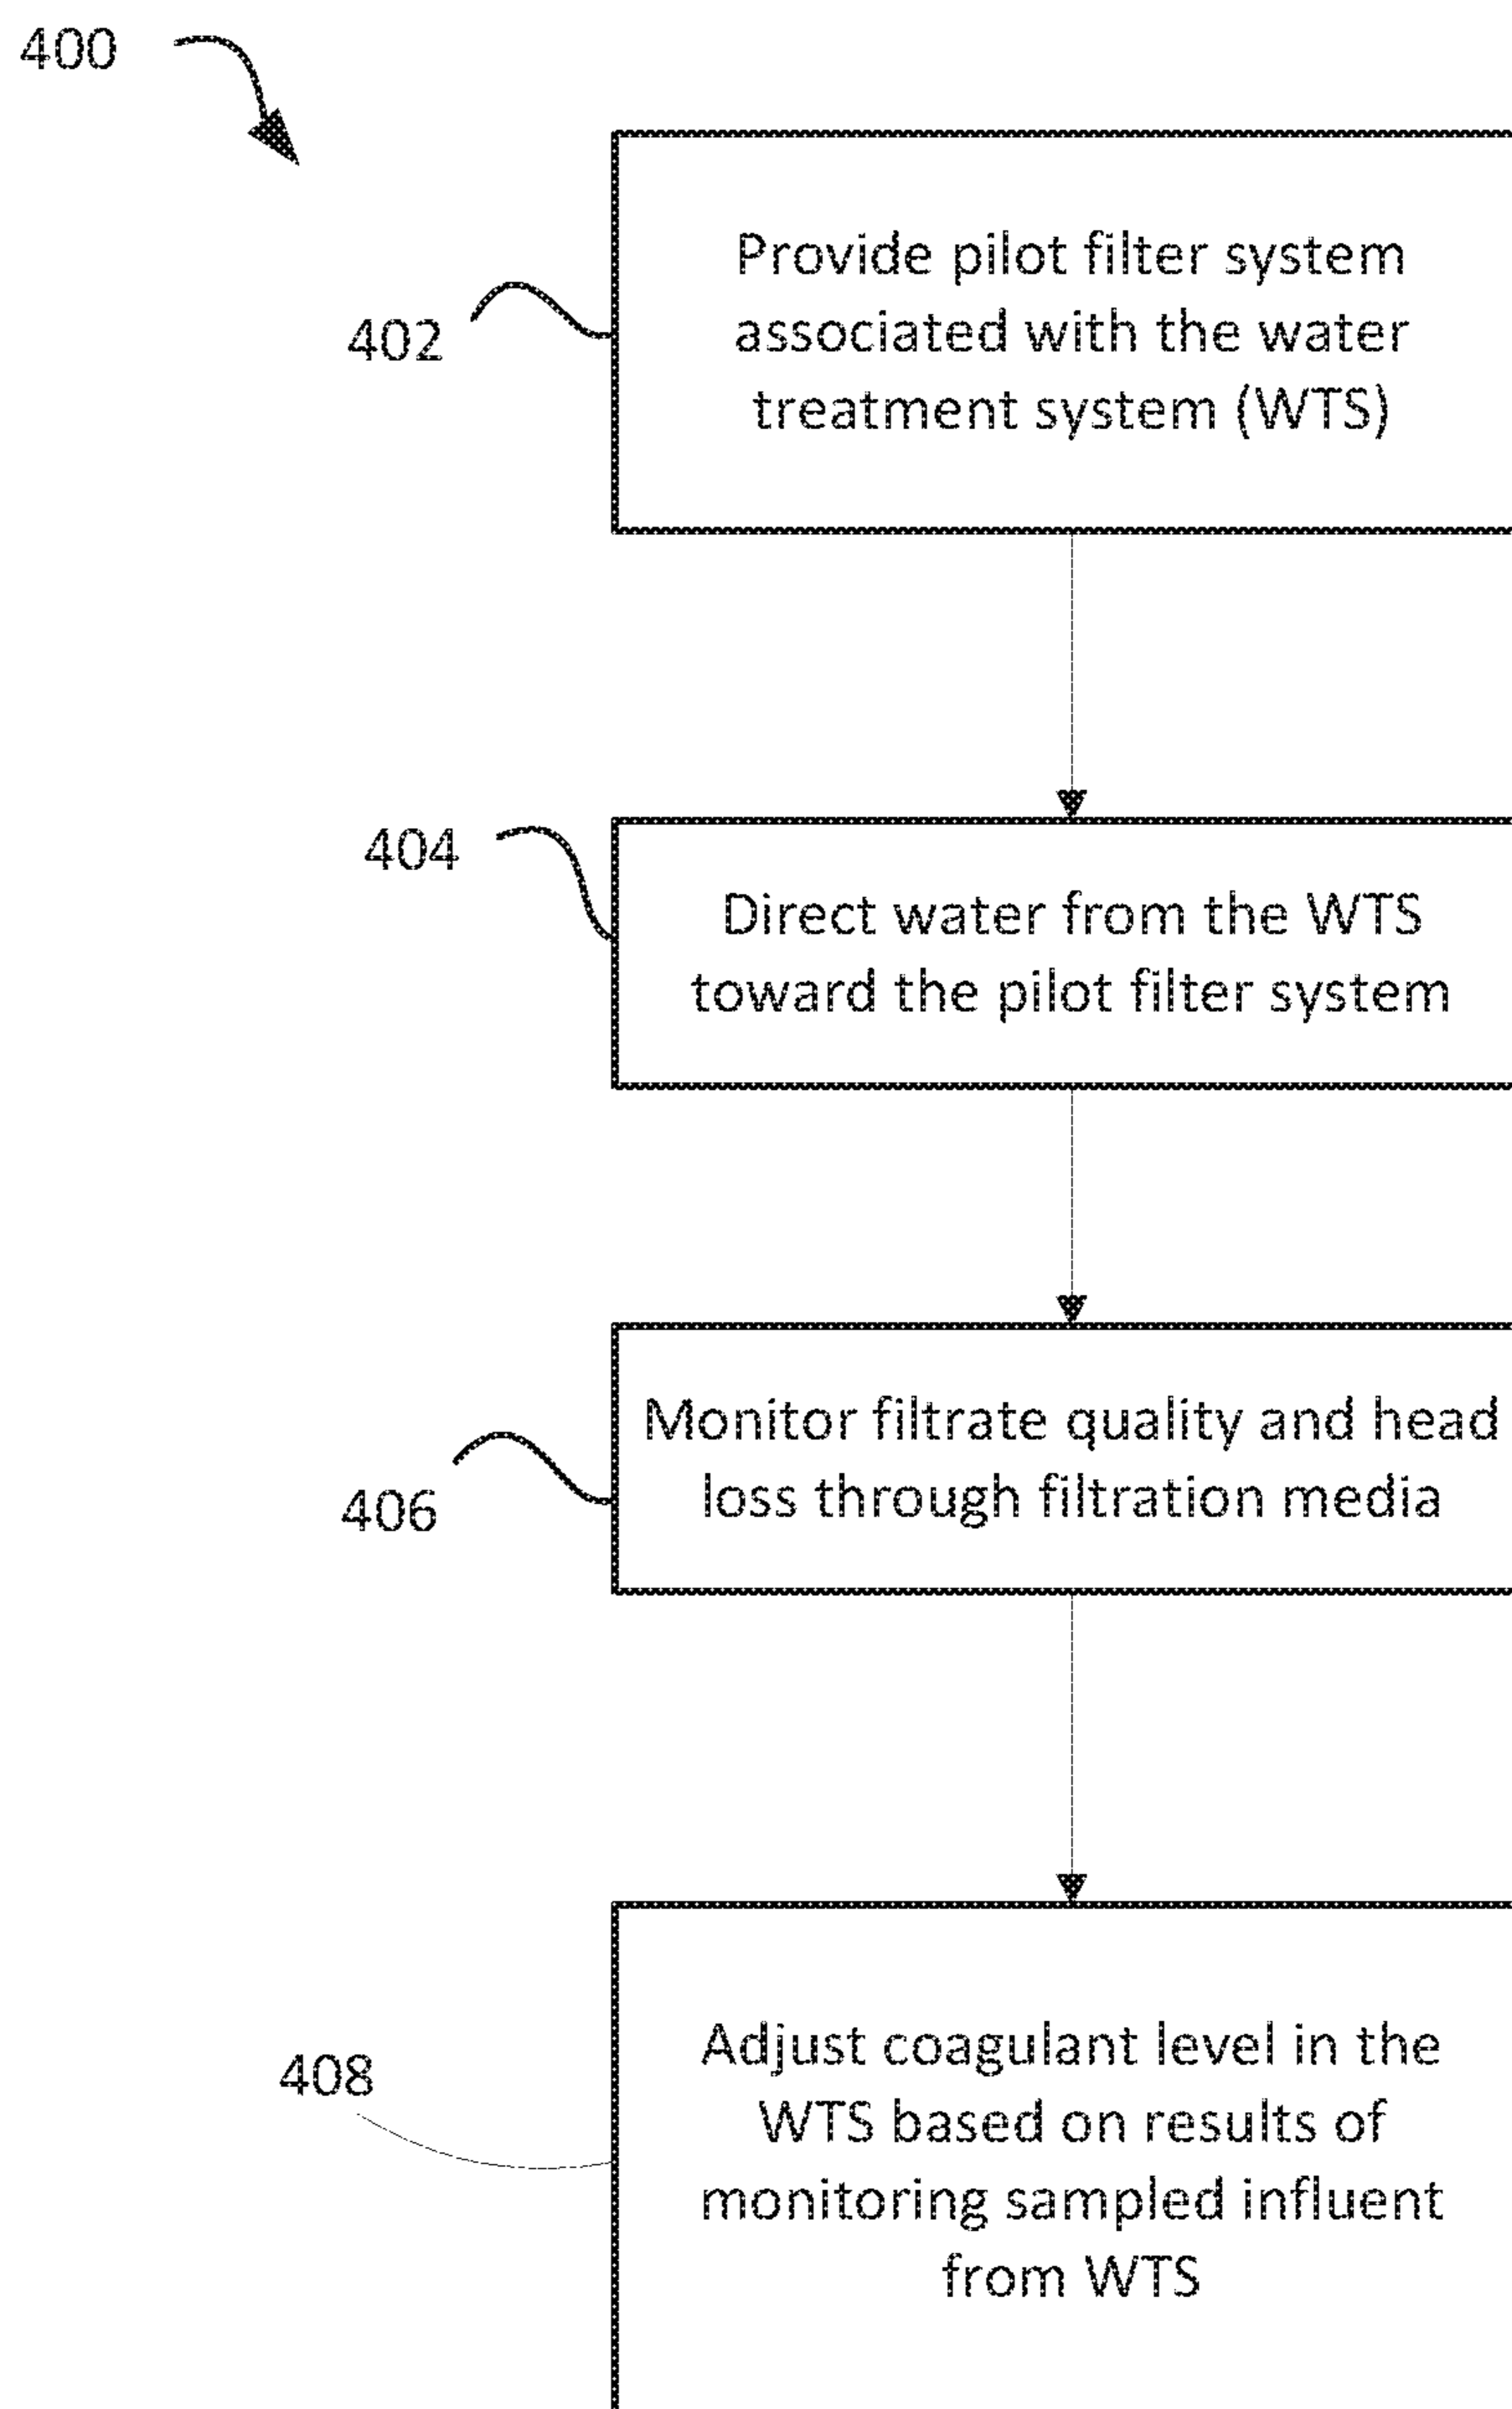 400
Provide pilot filter system
associated with the water
treatment system (WTS)
402
404
Direct water from the WTS
toward the pilot filter system
Monitor filtrate quality and head
loss through filtration media
406
Adjust coagulant level in the
WTS based on results of
monitoring sampled influent
from WTS
408